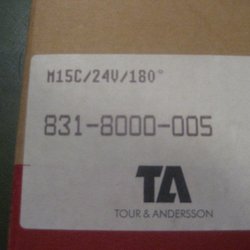 M15C/24V/180°
831-8000-005
TA
TOUR & ANDERSSON